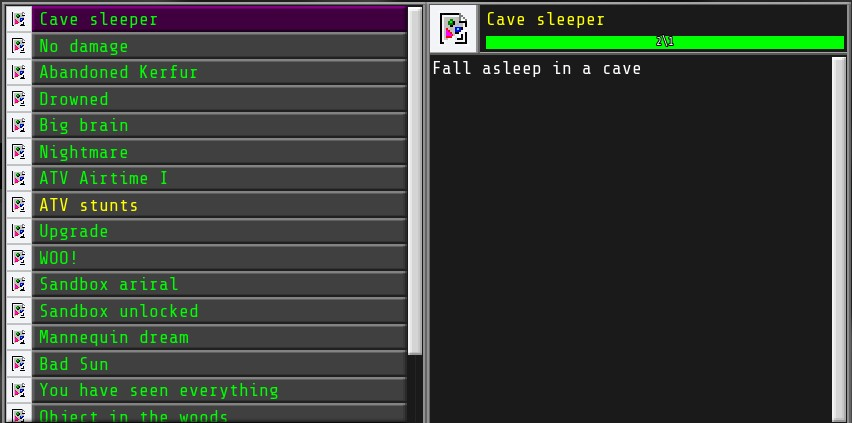 Cave sleeper
No damage
Abandoned Kerfur
Drowned
Big brain
Nightmare
ATV Airtime I
ATV stunts
Upgrade
WOO!
Sandbox ariral
Sandbox unlocked
Mannequin dream
Bad Sun
You have seen everything
Object in the woods
Cave sleeper
2\1
Fall asleep in a cave